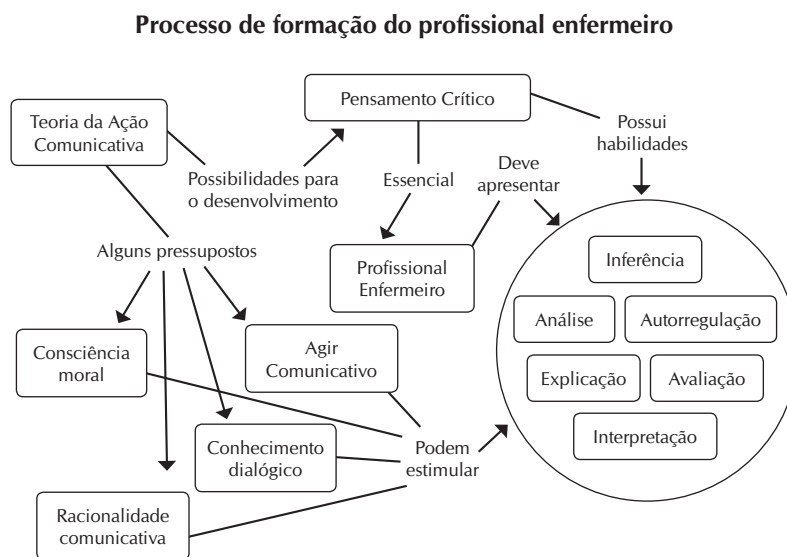 Processo de formação do profissional enfermeiro
Pensamento Crítico
Teoria da Ação
Comunicativa
Possui
habilidades
Possibilidades para
o desenvolvimento
Essencial
Deve
apresentar
Alguns pressupostos
Profissional
Enfermeiro
Inferência
Análise
Autorregulação
Explicação
Avaliação
Interpretação
Consciência
moral
Agir
Comunicativo
Conhecimento
dialógico
Podem
estimular
Racionalidade
comunicativa